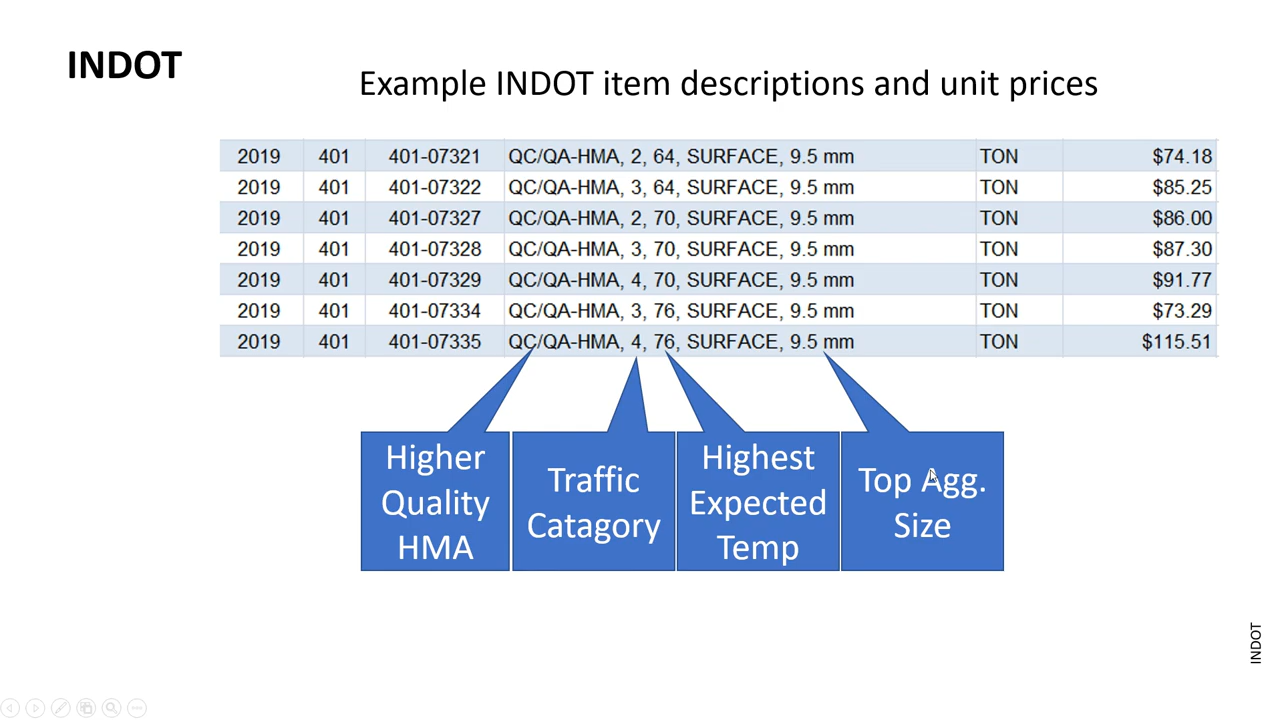 INDOT
Example INDOT item descriptions and unit prices
2019 401 401-07321 QC/QA-HMA, 2, 64, SURFACE, 9.5 mm TON $74.18
2019 401 401-07322 QC/QA-HMA, 3, 64, SURFACE, 9.5 mm TON $85.25
2019 401 401-07327 QC/QA-HMA, 2, 70, SURFACE, 9.5 mm TON $86.00
2019 401 401-07328 QC/QA-HMA, 3, 70, SURFACE, 9.5 mm TON $87.30
2019 401 401-07329 QC/QA-HMA, 4, 70, SURFACE, 9.5 mm TON $91.77
2019 401 401-07334 QC/QA-HMA, 3, 76, SURFACE, 9.5 mm TON $73.29
2019 401 401-07335 QC/QA-HMA, 4, 76, SURFACE, 9.5 mm TON $115.51
Higher
Quality
HMA
Traffic
Catagory
Highest
Expected
Temp
Top Agg.
Size
INDOT